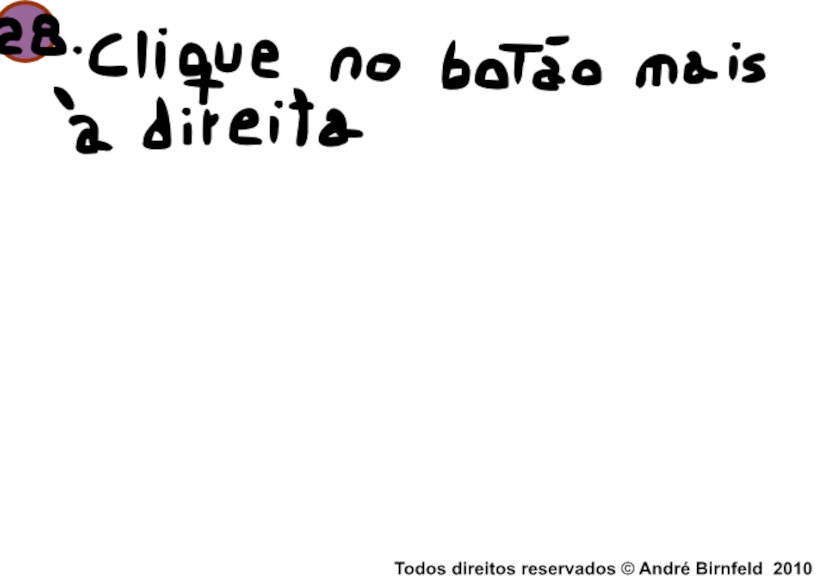 28. Clique no boTão mais
à direita
Todos direitos reservados © André Birnfeld 2010